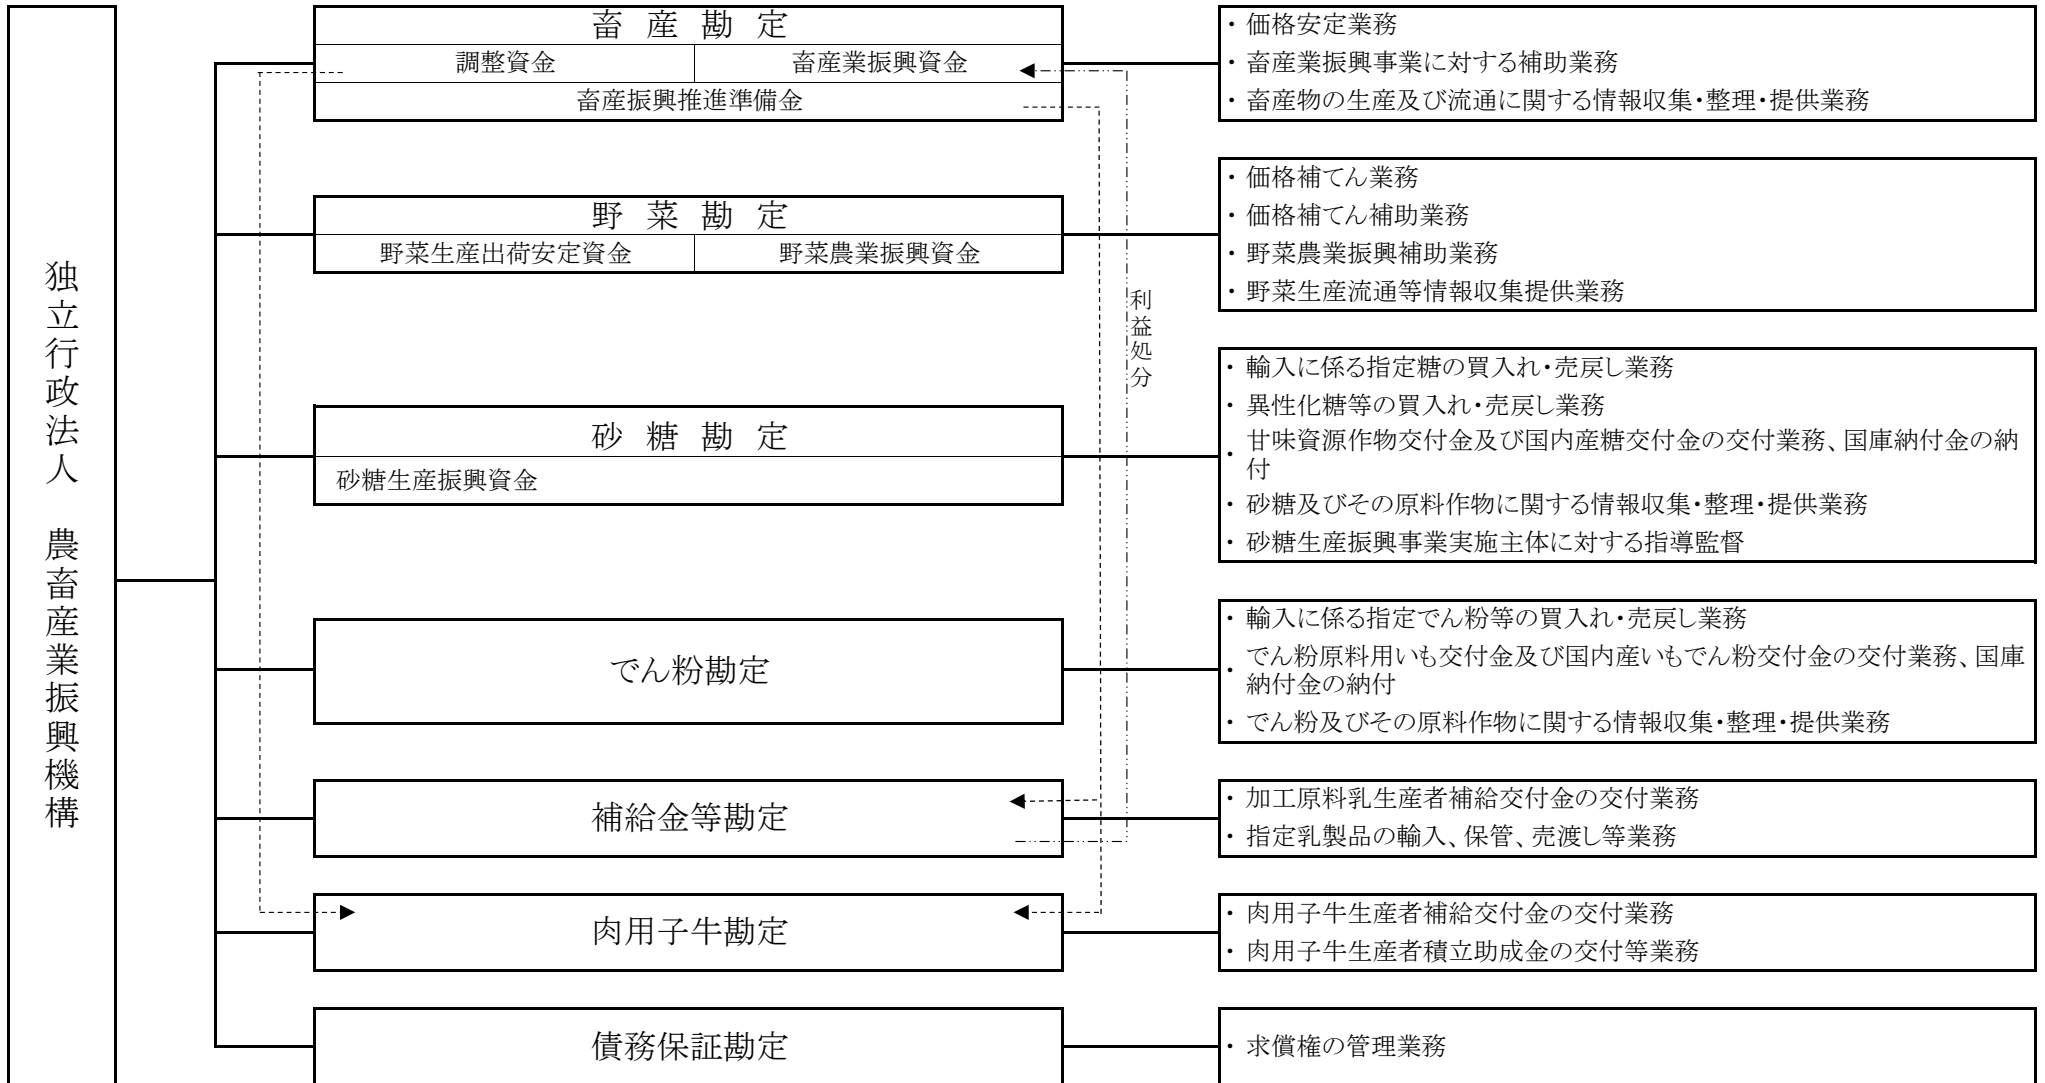 独立行政法人　農畜産業振興機構
畜産勘定
調整資金
畜産業振興資金
畜産振興推進準備金
・ 価格安定業務
・ 畜産業振興事業に対する補助業務
・ 畜産物の生産及び流通に関する情報収集・整理・提供業務
野菜勘定
野菜生産出荷安定資金
野菜農業振興資金
・ 価格補てん業務
・ 価格補てん補助業務
・ 野菜農業振興補助業務
・ 野菜生産流通等情報収集提供業務
利益処分
砂糖勘定
砂糖生産振興資金
・ 輸入に係る指定糖の買入れ・売戻し業務
・ 異性化糖等の買入れ・売戻し業務
・ 甘味資源作物交付金及び国内産糖交付金の交付業務、国庫納付金の納
付
・ 砂糖及びその原料作物に関する情報収集・整理・提供業務
・ 砂糖生産振興事業実施主体に対する指導監督
でん粉勘定
・ 輸入に係る指定でん粉等の買入れ・売戻し業務
・ でん粉原料用いも交付金及び国内産いもでん粉交付金の交付業務、国庫
納付金の納付
・ でん粉及びその原料作物に関する情報収集・整理・提供業務
補給金等勘定
・ 加工原料乳生産者補給交付金の交付業務
・ 指定乳製品の輸入、保管、売渡し等業務
肉用子牛勘定
・ 肉用子牛生産者補給交付金の交付業務
・ 肉用子牛生産者積立助成金の交付等業務
債務保証勘定
・ 求償権の管理業務